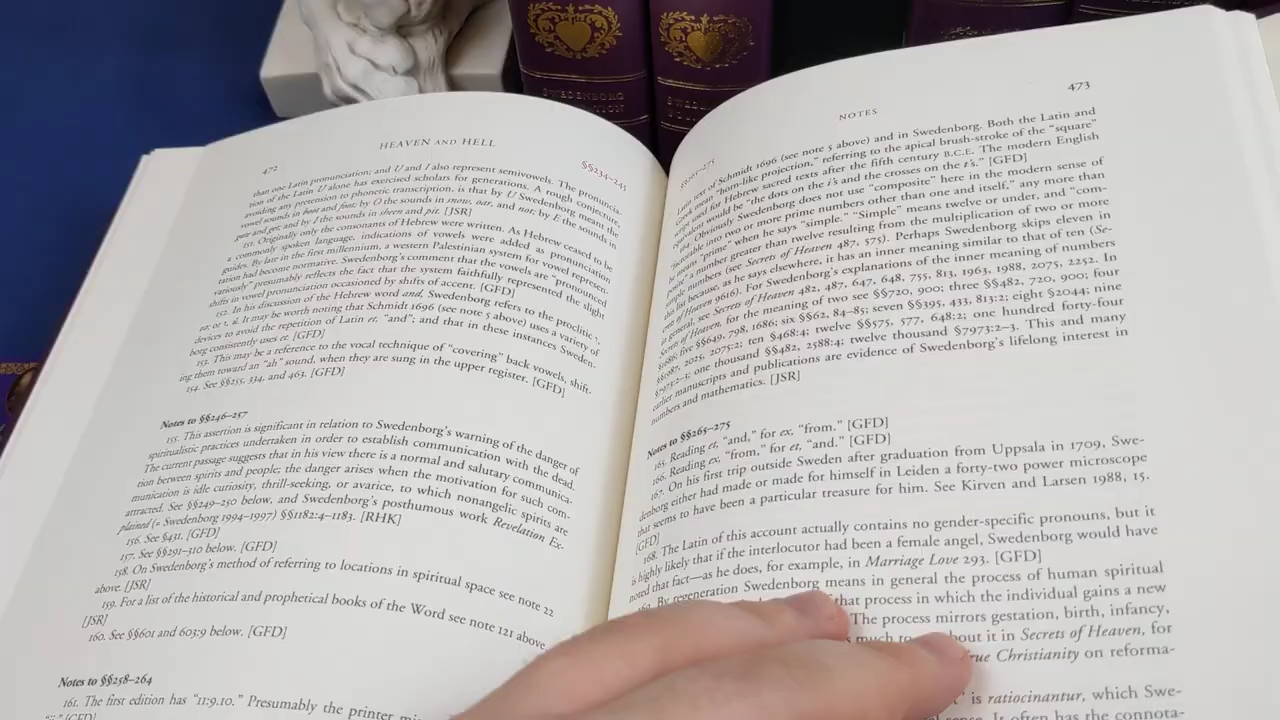 SWEDENBORG
472
HEAVEN AND HELL
§§234–245
than one Latin pronunciation; and U and I also represent semivowels. The pronuncia-
tion of the Latin U alone has exercised scholars for generations. A rough conjecture,
avoiding any pretension to phonetic transcription, is that by U Swedenborg meant the
vowel sounds in boot and foot; by O the sounds in snow, oar, and not; by E the sounds in
and get; and by I the sounds in sheen and pit. [JSR]
151. Originally only the consonants of Hebrew were written. As Hebrew ceased to be
a commonly spoken language, indications of vowels were added as pronunciation
guides. By late in the first millennium, a western Palestinian system for vowel represen-
tation had become normative. Swedenborg's comment that the vowels are "pronounced
variously" presumably reflects the fact that the system faithfully represented the slight
shifts in vowel pronunciation occasioned by shifts of accent. [GFD]
152. In his discussion of the Hebrew word and, Swedenborg refers to the proclitic
It may be worth noting that Schmidt 1696 (see note 5 above) uses a variety of
devices to avoid the repetition of Latin et, "and"; and that in these instances Sweden-
borg consistently uses et. [GFD]
153. This may be a reference to the vocal technique of "covering" back vowels, shift-
ing them toward an "ah" sound, when they are sung in the upper register. [GFD]
154. See §§255, 334, and 463. [GFD]
Notes to §§246–257
155. This assertion is significant in relation to Swedenborg's warning of the danger of
spiritualistic practices undertaken in order to establish communication with the dead.
The current passage suggests that in his view there is a normal and salutary communica-
tion between spirits and people; the danger arises when the motivation for such com-
munication is idle curiosity, thrill-seeking, or avarice, to which nonangelic spirits are
attracted. See §§249–250 below, and Swedenborg's posthumous work Revelation Ex-
plained (= Swedenborg 1994–1997) §§1182:4–1183. [RHK]
156. See §431. [GFD]
157. See §§291–310 below. [GFD]
158. On Swedenborg's method of referring to locations in spiritual space see note 22
above. [JSR]
159. For a list of the historical and prophetical books of the Word see note 121 above.
[JSR]
160. See §§601 and 603:9 below. [GFD]
Notes to §§258–264
161. The first edition has "11:9.10." Presumably the printer
[GFD]
§§265–275
NOTES
473
Latin text of Schmidt 1696 (see note 5 above) and in Swedenborg. Both the Latin and
Greek mean "horn-like projection," referring to the apical brush-stroke of the "square"
script used for Hebrew sacred texts after the fifth century B.C.E. The modern English
equivalent would be "the dots on the i's and the crosses on the t's." [GFD]
Obviously Swedenborg does not use "composite" here in the modern sense of
"factorable into two or more prime numbers other than one and itself," any more than
he means "prime" when he says "simple." "Simple" means twelve or under, and "com-
posite" a number greater than twelve resulting from the multiplication of two or more
simple numbers (see Secrets of Heaven 487, 575). Perhaps Swedenborg skips eleven in
this list because, as he says elsewhere, it has an inner meaning similar to that of ten (Se-
crets of Heaven 9616). For Swedenborg's explanations of the inner meaning of numbers
in general, see Secrets of Heaven 482, 487, 647, 648, 755, 813, 1963, 1988, 2075, 2252. In
Secrets of Heaven, for the meaning of two see §§720, 900; three §§482, 720, 900; four
§1686; five §§649, 798, 1686; six §§62, 84–85; seven §§395, 433, 813:2; eight §2044; nine
2025, 2075:2; ten §468:4; twelve §§575, 577, 648:2; one hundred forty-four
§7973:2–3; one thousand §§482, 2588:4; twelve thousand §7973:2–3. This and many
earlier manuscripts and publications are evidence of Swedenborg's lifelong interest in
numbers and mathematics. [JSR]
Notes to §§265–275
165. Reading et, "and," for ex, "from." [GFD]
166. Reading ex, "from," for et, "and." [GFD]
167. On his first trip outside Sweden after graduation from Uppsala in 1709, Swe-
denborg either had made or made for himself in Leiden a forty-two power microscope
that seems to have been a particular treasure for him. See Kirven and Larsen 1988, 15.
[GFD]
168. The Latin of this account actually contains no gender-specific pronouns, but it
is highly likely that if the interlocutor had been a female angel, Swedenborg would have
noted that fact—as he does, for example, in Marriage Love 293. [GFD]
169. By regeneration Swedenborg means in general the process of human spiritual
that process in which the individual gains a new
The process mirrors gestation, birth, infancy,
much to about it in Secrets of Heaven, for
True Christianity on reforma-
is ratiocinantur, which Swe-
sense. It often has the connota-